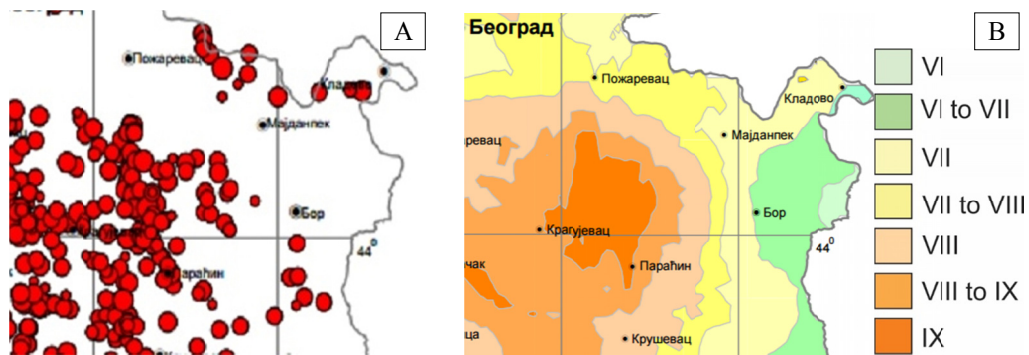 A
Пожаревац
Кладово
Мајданпек
Бор
44°
Параћин
Београд
B
Пожаревац
Кладово
Мајданпек
Бор
Крагујевац
44°
Параћин
Крушевац
VI
VI to VII
VII
VII to VIII
VIII
VIII to IX
IX